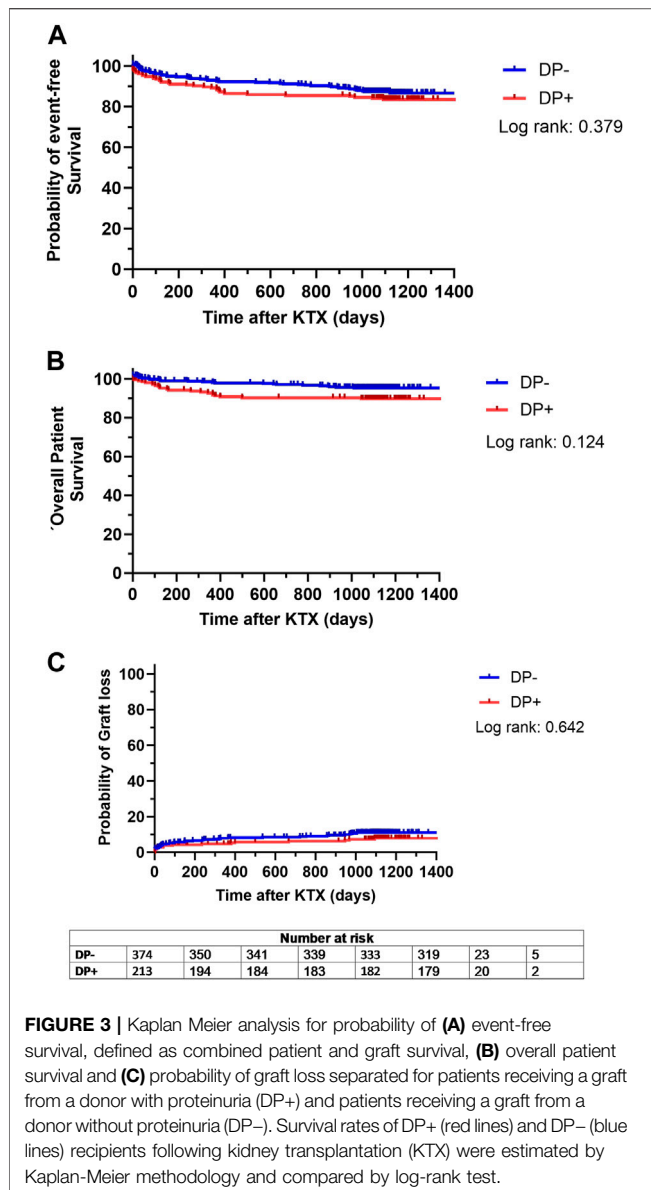 A
Probability of event-free
Survival
100
80
60
40
20
0
0 200 400 600 800 1000 1200 1400
Time after KTX (days)
DP-
DP+
Log rank: 0.379
B
´Overall Patient
Survival
100
80
60
40
20
0
0 200 400 600 800 1000 1200 1400
Time after KTX (days)
DP-
DP+
Log rank: 0.124
C
Probability of Graft loss
100
80
60
40
20
0
0 200 400 600 800 1000 1200 1400
Time after KTX (days)
DP-
DP+
Log rank: 0.642
Number at risk
DP- 374 350 341 339 333 319 23 5
DP+ 213 194 184 183 182 179 20 2
FIGURE 3 | Kaplan Meier analysis for probability of (A) event-free
survival, defined as combined patient and graft survival, (B) overall patient
survival and (C) probability of graft loss separated for patients receiving a graft
from a donor with proteinuria (DP+) and patients receiving a graft from a
donor without proteinuria (DP−). Survival rates of DP+ (red lines) and DP− (blue
lines) recipients following kidney transplantation (KTX) were estimated by
Kaplan-Meier methodology and compared by log-rank test.